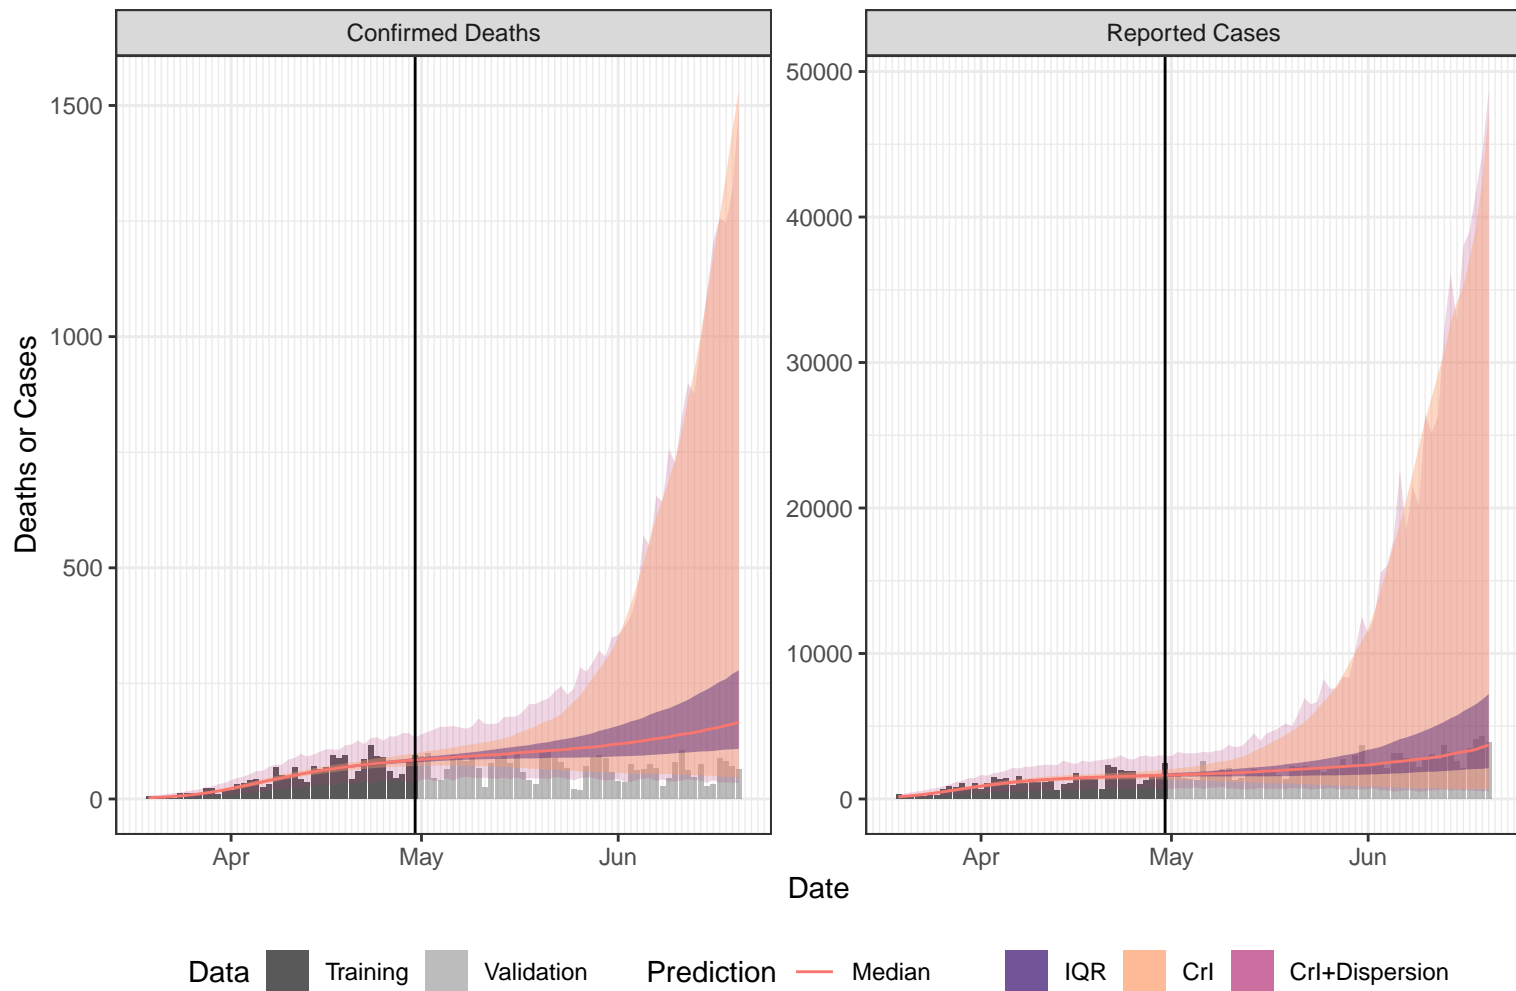 Confirmed Deaths
Reported Cases
Deaths or Cases
1500
1000
500
0
50000
40000
30000
20000
10000
0
Apr
May
Jun
Apr
May
Jun
Date
Data Training Validation Prediction Median IQR CrI CrI+Dispersion